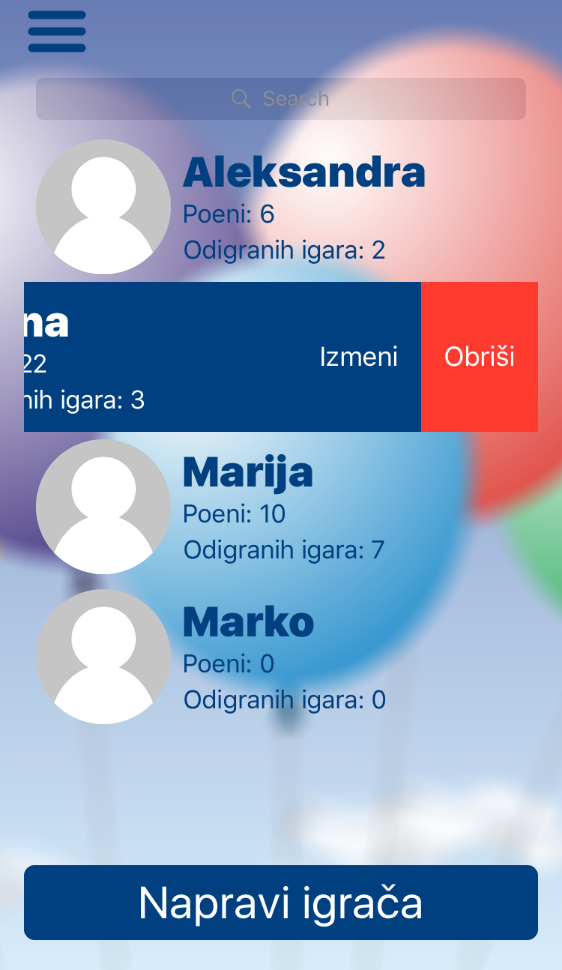 Search
Aleksandra
Poeni: 6
Odigranih igara: 2
na
22
nih igara: 3
Izmeni
Obriši
Marija
Poeni: 10
Odigranih igara: 7
Marko
Poeni: 0
Odigranih igara: 0
Napravi igrača